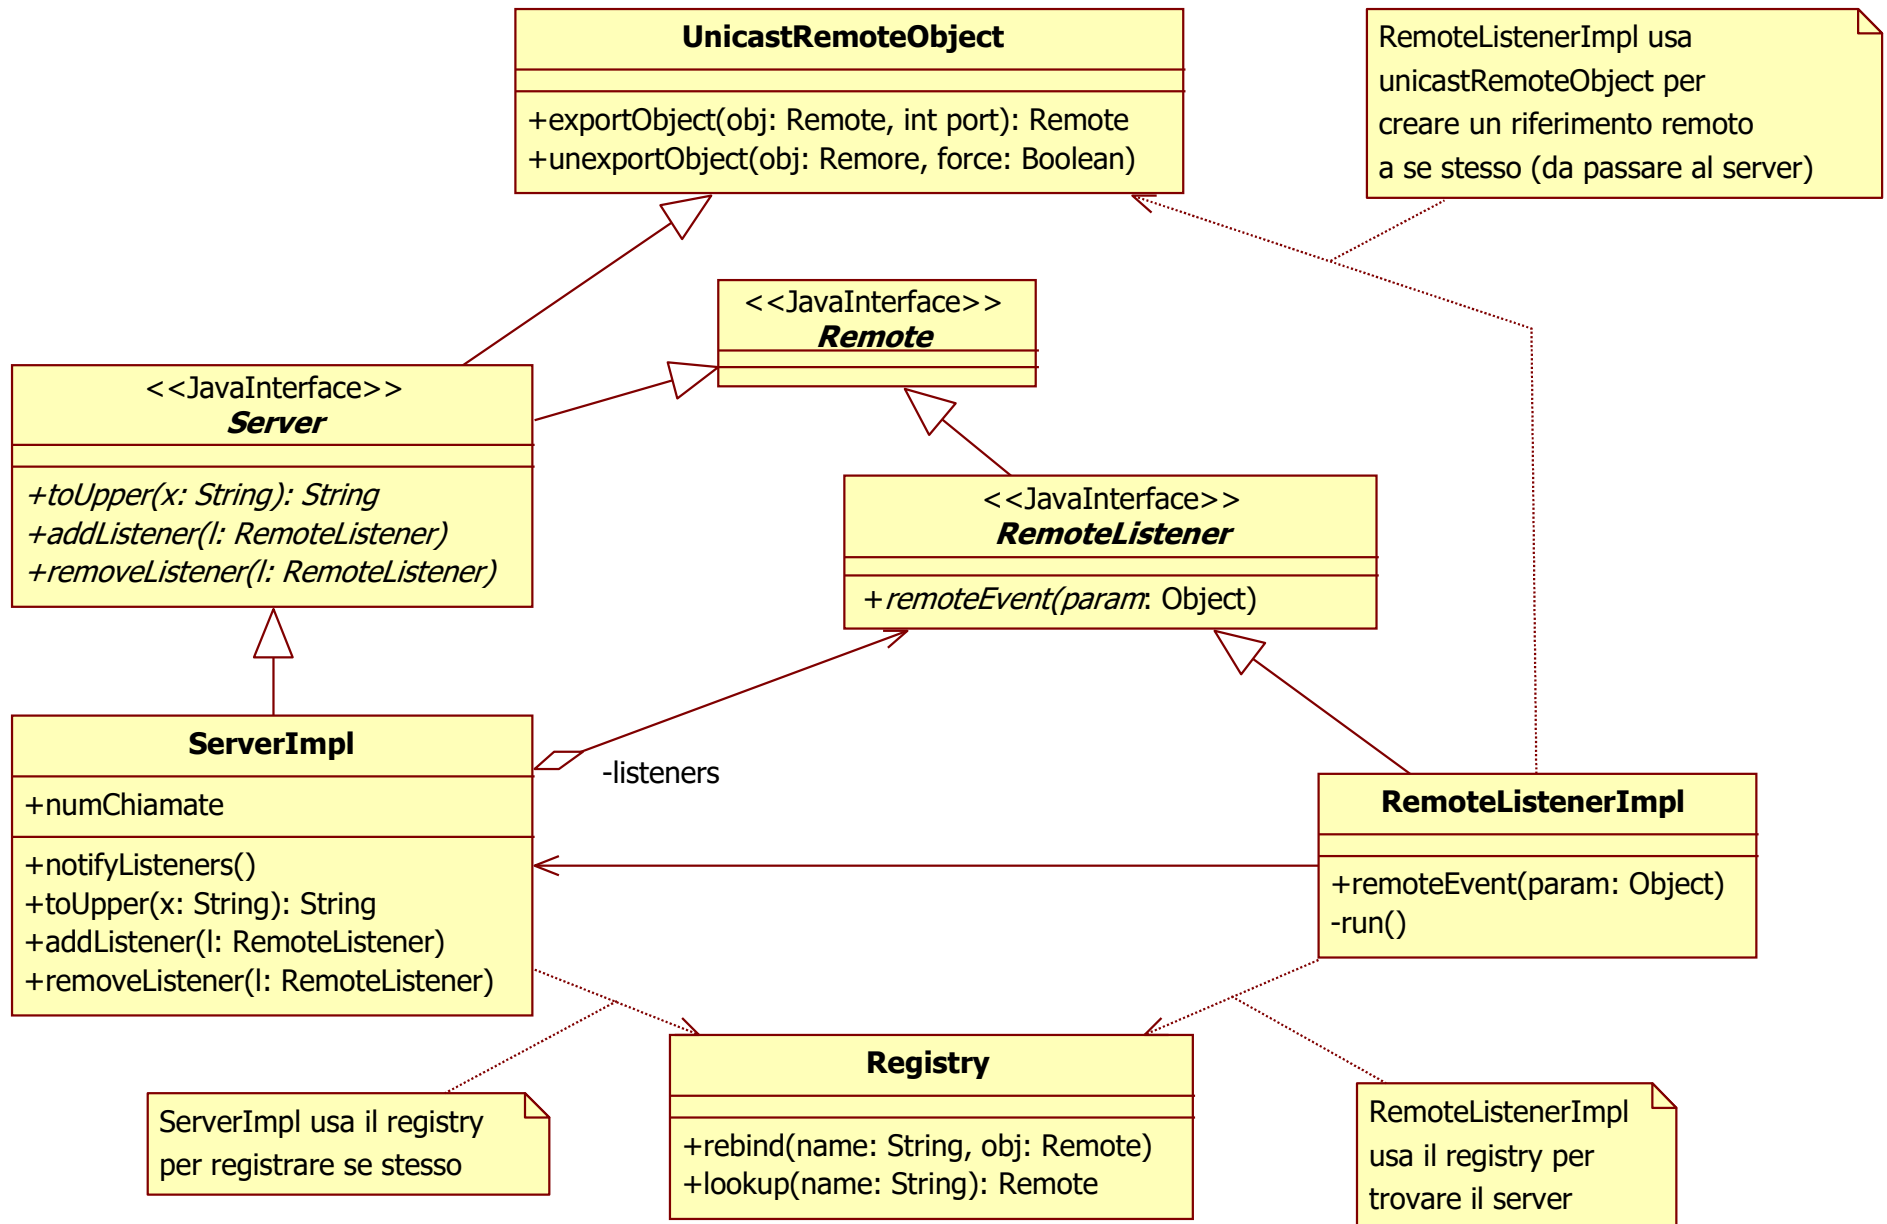 UnicastRemoteObject
+exportObject(obj: Remote, int port): Remote
+unexportObject(obj: Remore, force: Boolean)
RemoteListenerImpl usa
unicastRemoteObject per
creare un riferimento remoto
a se stesso (da passare al server)
<<JavaInterface>>
Remote
<<JavaInterface>>
Server
+toUpper(x: String): String
+addListener(l: RemoteListener)
+removeListener(l: RemoteListener)
<<JavaInterface>>
RemoteListener
+remoteEvent(param: Object)
ServerImpl
+numChiamate
+notifyListeners()
+toUpper(x: String): String
+addListener(l: RemoteListener)
+removeListener(l: RemoteListener)
-listeners
RemoteListenerImpl
+remoteEvent(param: Object)
-run()
ServerImpl usa il registry
per registrare se stesso
Registry
+rebind(name: String, obj: Remote)
+lookup(name: String): Remote
RemoteListenerImpl
usa il registry per
trovare il server